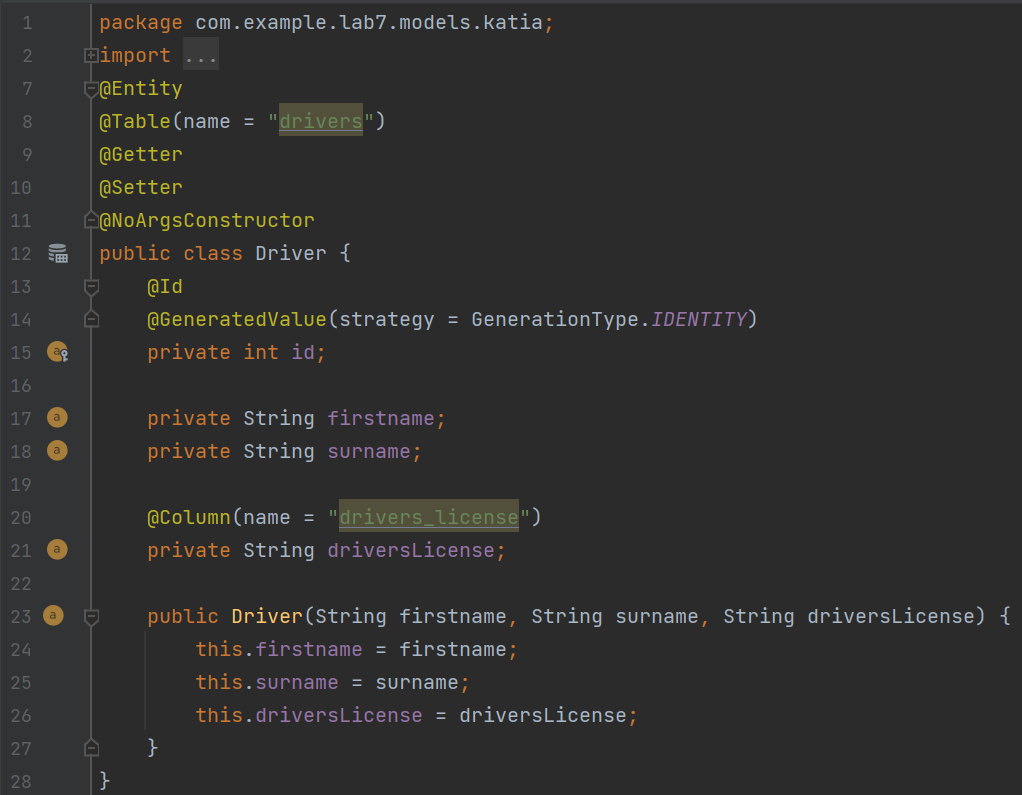 1 package com.example.lab7.models.katia;
2 import ...
7 @Entity
8 @Table(name = "drivers")
9 @Getter
10 @Setter
11 @NoArgsConstructor
12 public class Driver {
13     @Id
14     @GeneratedValue(strategy = GenerationType.IDENTITY)
15     private int id;
16
17     private String firstname;
18     private String surname;
19
20     @Column(name = "drivers_license")
21     private String driversLicense;
22
23     public Driver(String firstname, String surname, String driversLicense) {
24         this.firstname = firstname;
25         this.surname = surname;
26         this.driversLicense = driversLicense;
27     }
28 }